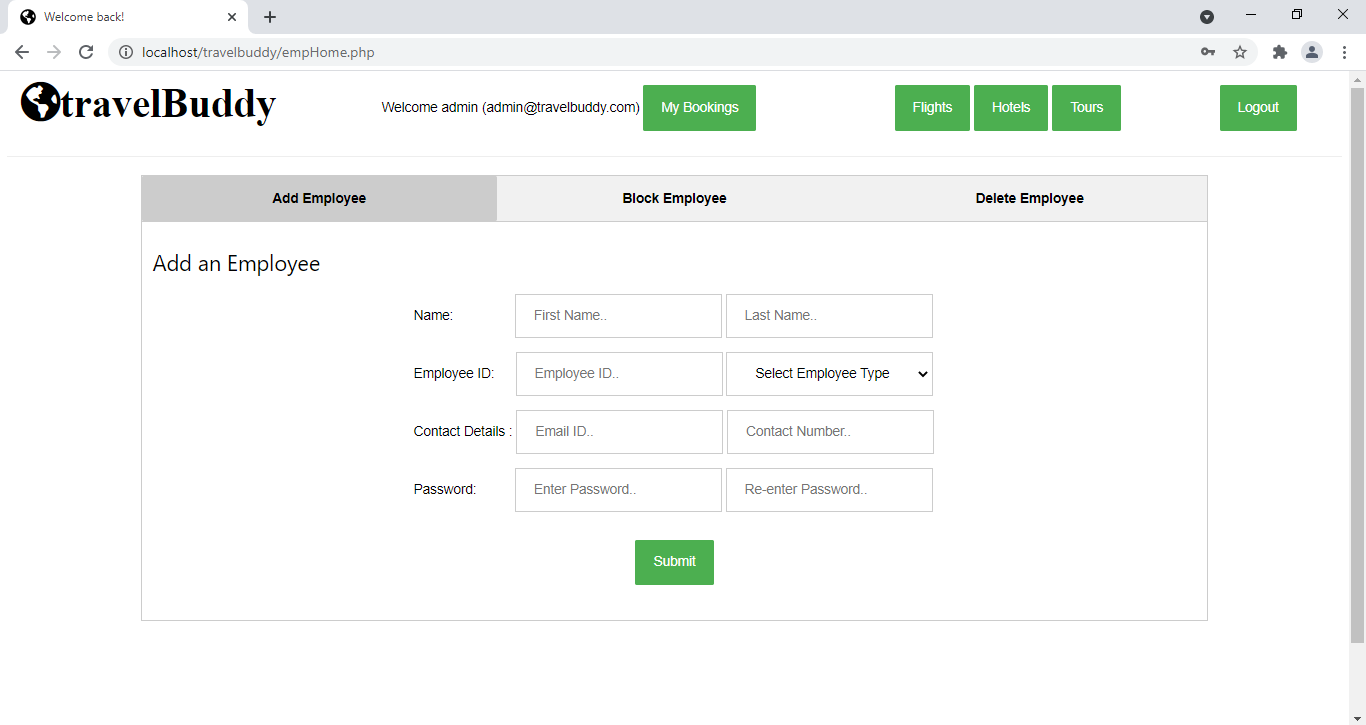 Welcome back!
localhost/travelbuddy/empHome.php
travelBuddy
Welcome admin (admin@travelbuddy.com) My Bookings Flights Hotels Tours Logout
Add Employee Block Employee Delete Employee
Add an Employee
Name: First Name.. Last Name..
Employee ID: Employee ID.. Select Employee Type
Contact Details : Email ID.. Contact Number..
Password: Enter Password.. Re-enter Password..
Submit